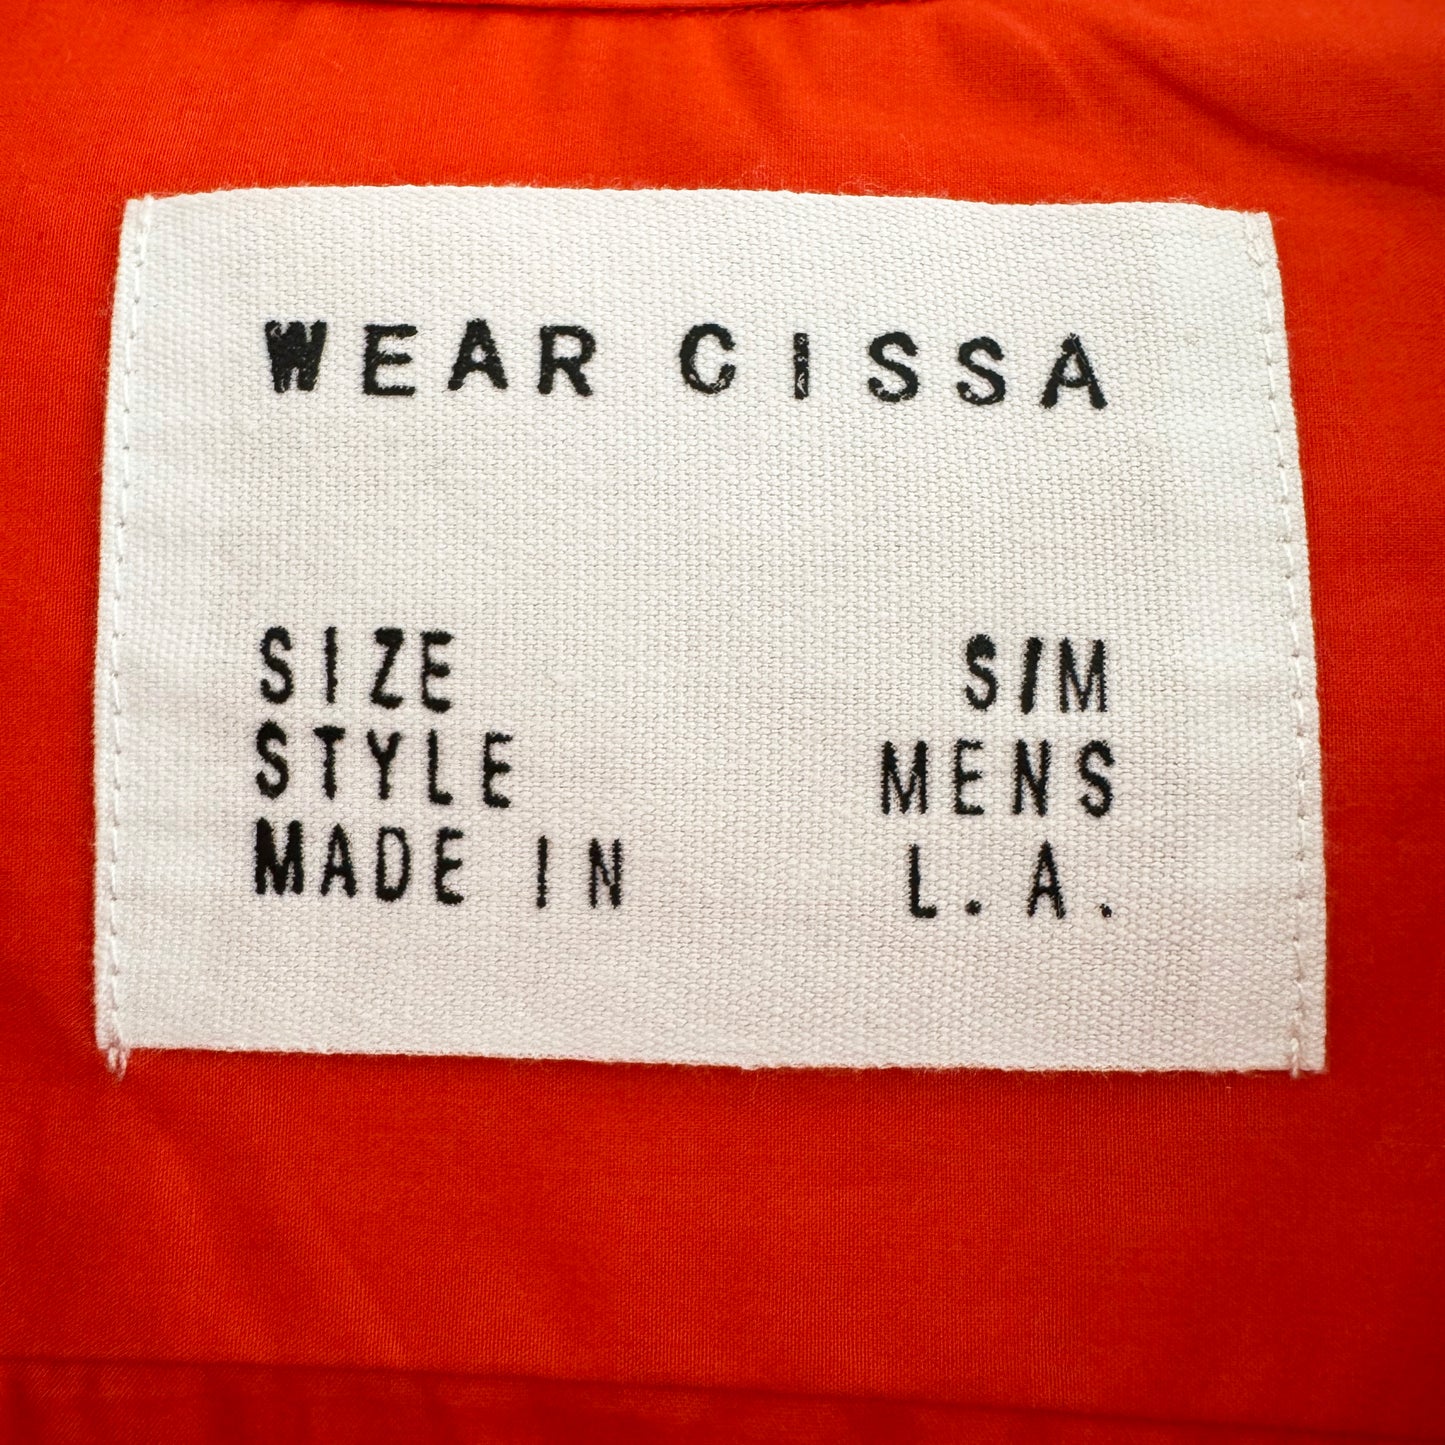 WEAR CISSA
SIZE S/M
STYLE MENS
MADE IN L.A.